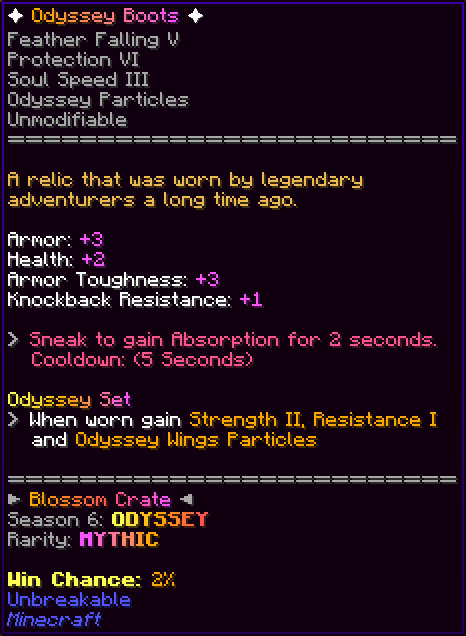 ✦ Odyssey Boots ✦
Feather Falling V
Protection VI
Soul Speed III
Odyssey Particles
Unmodifiable
==============================
A relic that was worn by legendary
adventurers a long time ago.
Armor: +3
Health: +2
Armor Toughness: +3
Knockback Resistance: +1
> Sneak to gain Absorption for 2 seconds.
Cooldown: (5 Seconds)
Odyssey Set
> When worn gain Strength II, Resistance I
and Odyssey Wings Particles
==============================
► Blossom Crate ◄
Season 6: ODYSSEY
Rarity: MYTHIC
Win Chance: 2%
Unbreakable
Minecraft